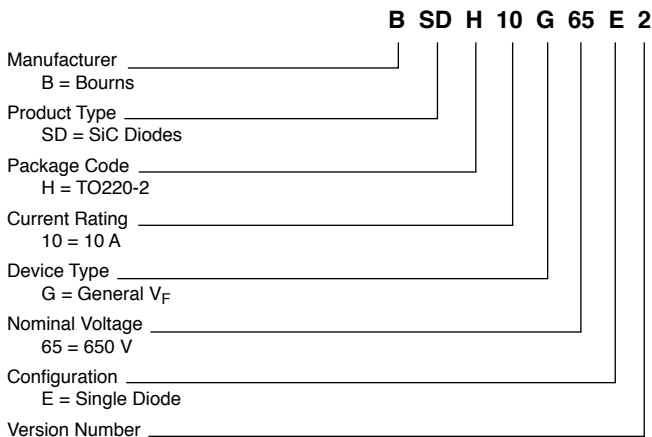 B SD H 10 G 65 E 2
Manufacturer
B = Bourns
Product Type
SD = SiC Diodes
Package Code
H = TO220-2
Current Rating
10 = 10 A
Device Type
G = General VF
Nominal Voltage
65 = 650 V
Configuration
E = Single Diode
Version Number